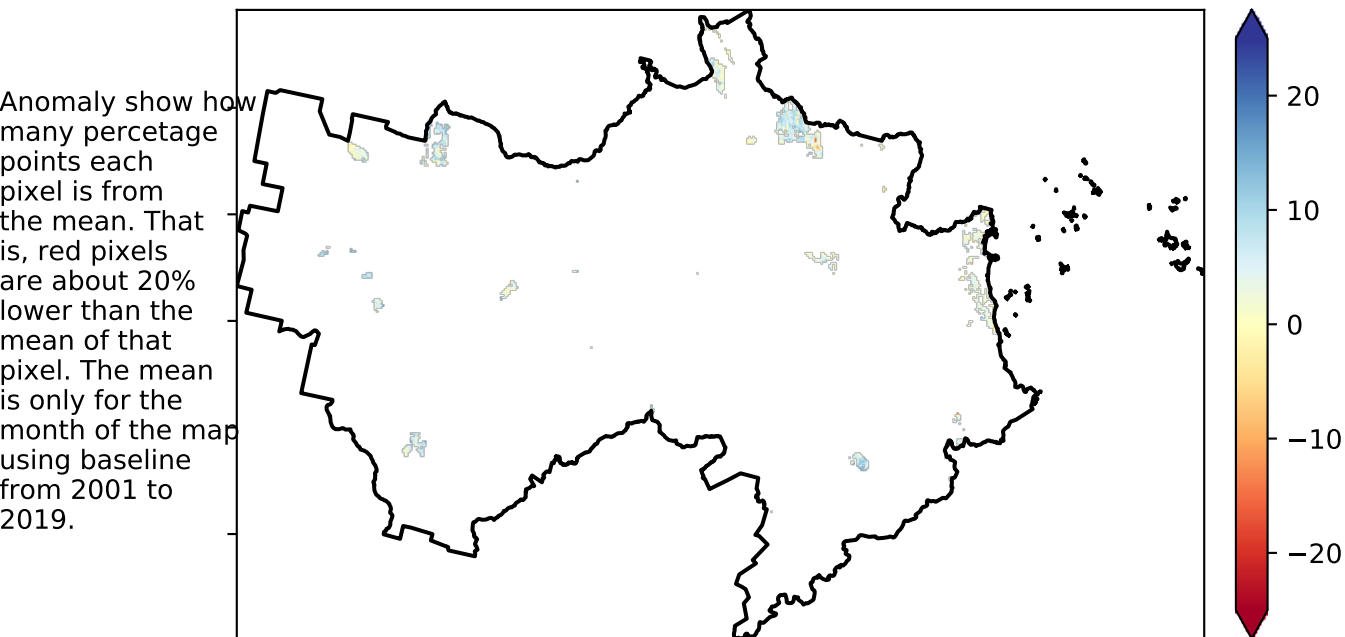 Anomaly show how
many percetage
points each
pixel is from
the mean. That
is, red pixels
are about 20%
lower than the
mean of that
pixel. The mean
is only for the
month of the map
using baseline
from 2001 to
2019.
20
10
0
−10
−20